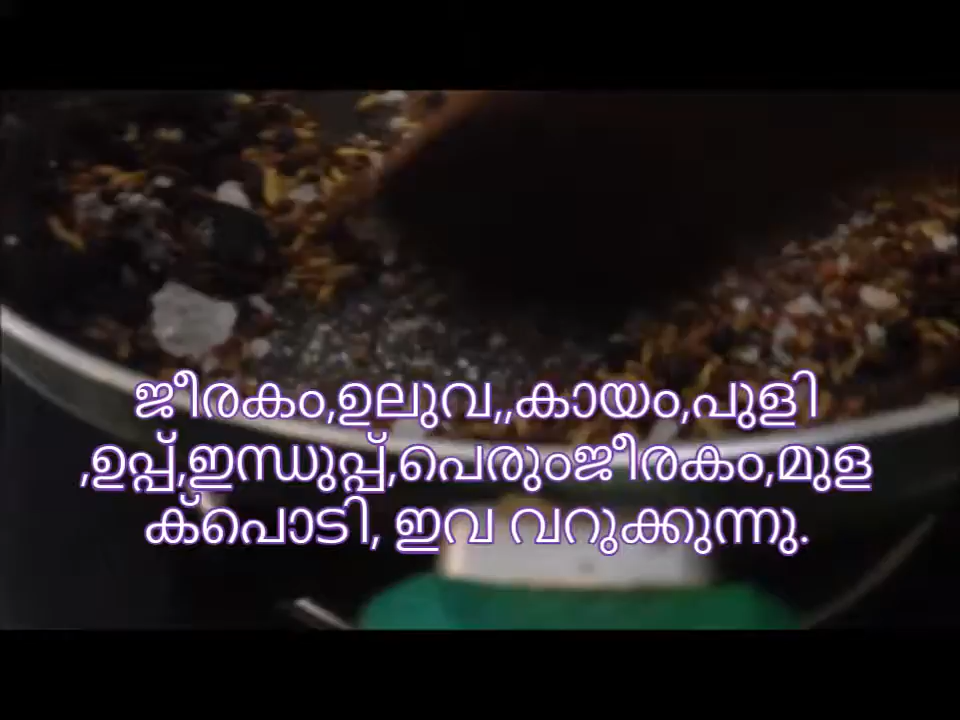 ജീരകം,ഉലുവ,,കായം,പുളി
,ഉപ്പ്,ഇന്ധുപ്പ്,പെരുംജീരകം,മുള
ക്പൊടി, ഇവ വറുക്കുന്നു.